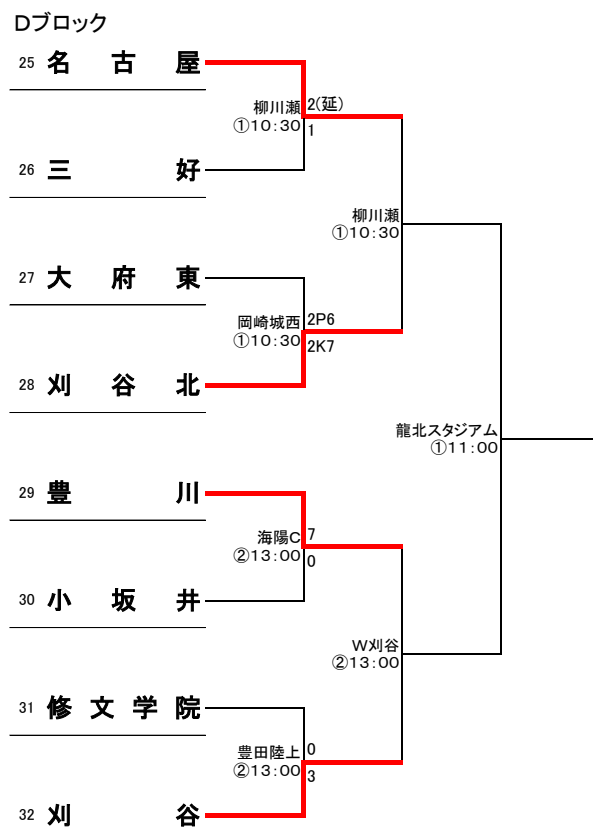 Dブロック
25 名古屋
柳川瀬 2(延)
①10:30 1
26 三好
柳川瀬
①10:30
27 大府東
岡崎城西 2P6
①10:30 2K7
28 刈谷北
龍北スタジアム
①11:00
29 豊川
海陽C 7
②13:00 0
30 小坂井
W刈谷
②13:00
31 修文学院
豊田陸上 0
②13:00 3
32 刈谷